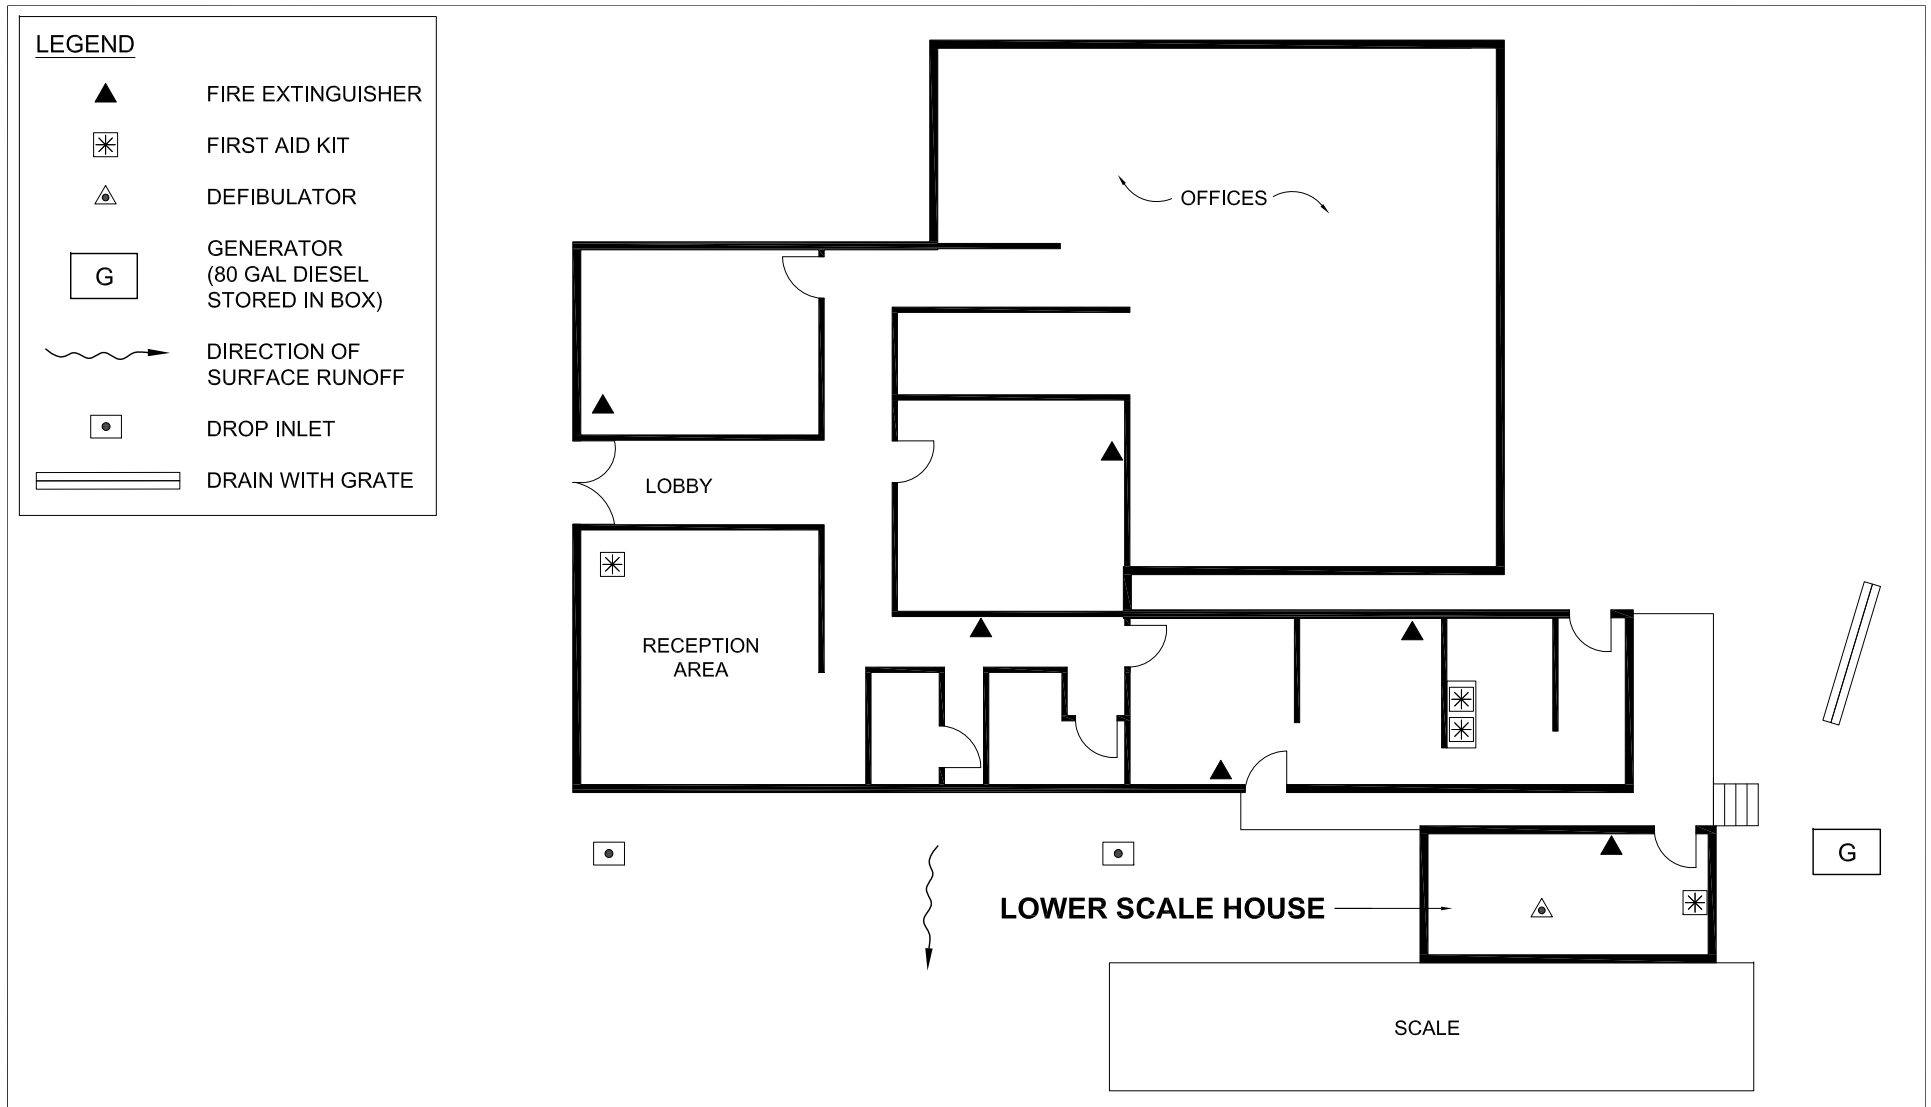 LEGEND
FIRE EXTINGUISHER
FIRST AID KIT
DEFIBULATOR
G
GENERATOR
(80 GAL DIESEL
STORED IN BOX)
DIRECTION OF
SURFACE RUNOFF
DROP INLET
DRAIN WITH GRATE
OFFICES
LOBBY
RECEPTION
AREA
G
LOWER SCALE HOUSE
SCALE